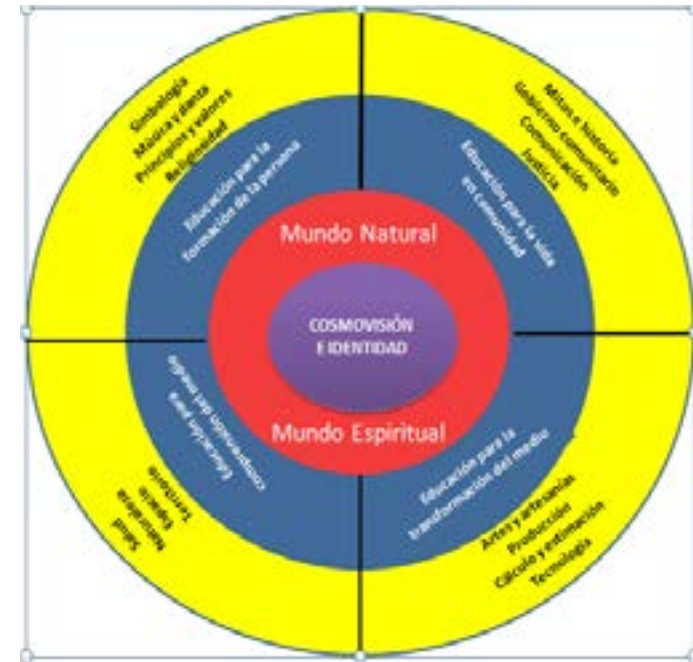 Simbología
Música y danza
Principios y valores
Religiosidad
Educación para la
formación de la persona
Mitos e historia
Gobierno comunitario
Comunicación
Justicia
Educación para la vida
en comunidad
Mundo Natural
COSMOVISIÓN
E IDENTIDAD
Mundo Espiritual
Educación para
comprensión del medio
Territorio
Espacio
Naturaleza
Salud
Educación para la
transformación del medio
Artes y artesanías
Producción
Cálculo y estimación
Tecnología